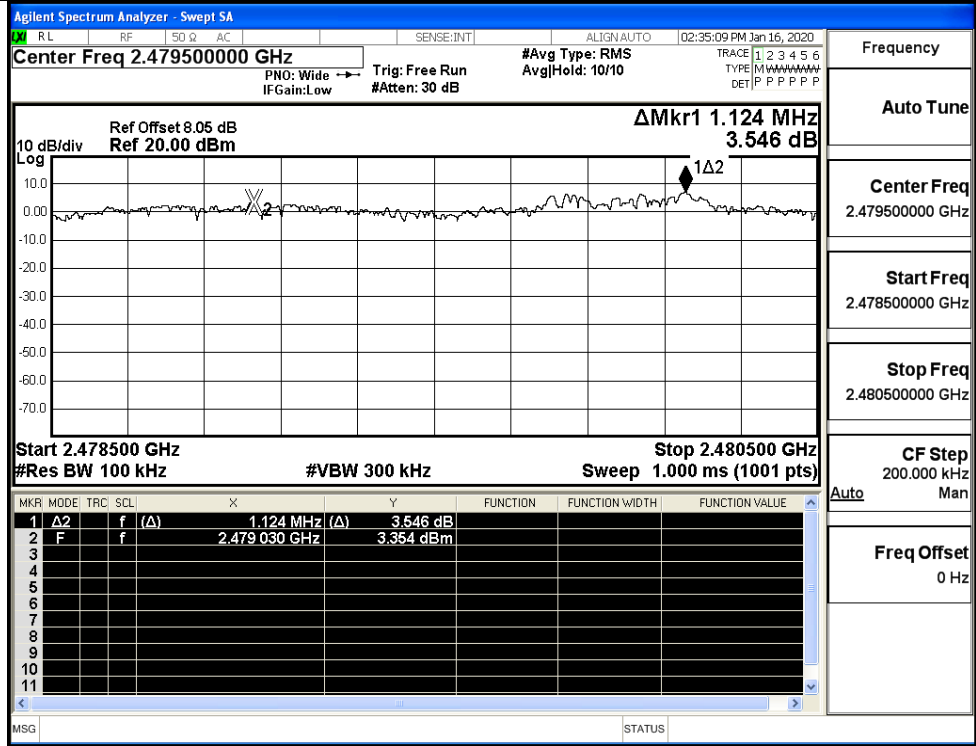 Agilent Spectrum Analyzer - Swept SA
LXI RL RF 50 Ω AC SENSE:INT ALIGN AUTO 02:35:09 PM Jan 16, 2020
Center Freq 2.479500000 GHz
PNO: Wide
IFGain:Low
Trig: Free Run
#Atten: 30 dB
#Avg Type: RMS
Avg|Hold: 10/10
TRACE 1 2 3 4 5 6
TYPE M W W W W W
DET P P P P P P
Ref Offset 8.05 dB
Ref 20.00 dBm
10 dB/div
Log
ΔMkr1 1.124 MHz
3.546 dB
10.0
0.00
-10.0
-20.0
-30.0
-40.0
-50.0
-60.0
-70.0
1Δ2
2
Start 2.478500 GHz Stop 2.480500 GHz
#Res BW 100 kHz #VBW 300 kHz Sweep 1.000 ms (1001 pts)
MKR MODE TRC SCL X Y FUNCTION FUNCTION WIDTH FUNCTION VALUE
1 Δ2 f (Δ) 1.124 MHz (Δ) 3.546 dB
2 F f 2.479 030 GHz 3.354 dBm
3
4
5
6
7
8
9
10
11
MSG STATUS
Frequency
Auto Tune
Center Freq
2.479500000 GHz
Start Freq
2.478500000 GHz
Stop Freq
2.480500000 GHz
CF Step
200.000 kHz
Auto Man
Freq Offset
0 Hz